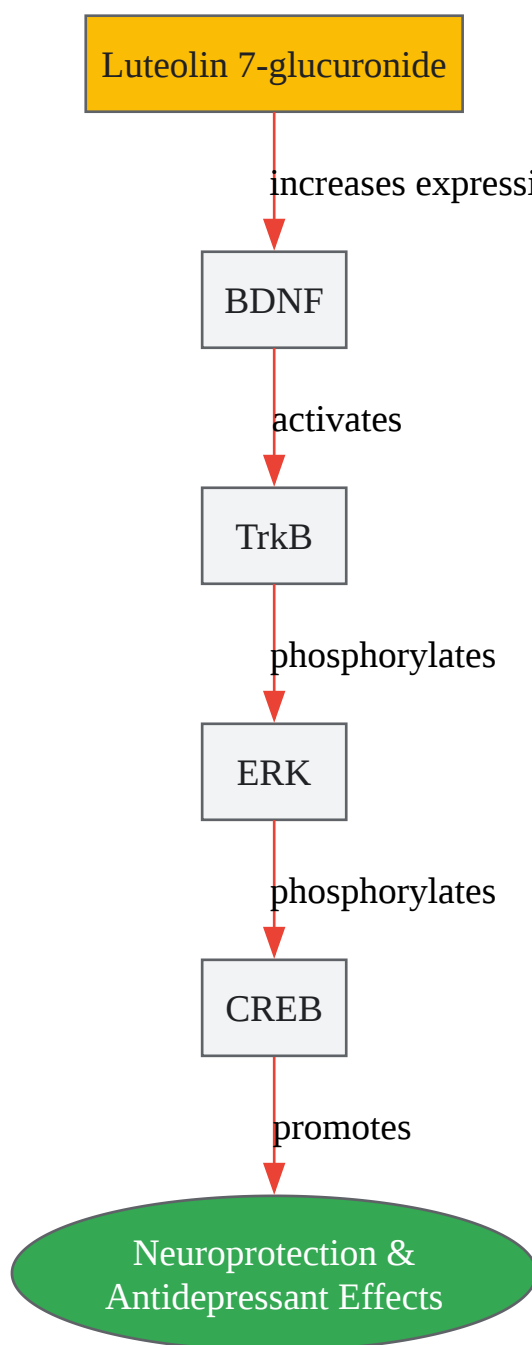 Luteolin 7-glucuronide
increases expressi
BDNF
activates
TrkB
phosphorylates
ERK
phosphorylates
CREB
promotes
Neuroprotection &
Antidepressant Effects